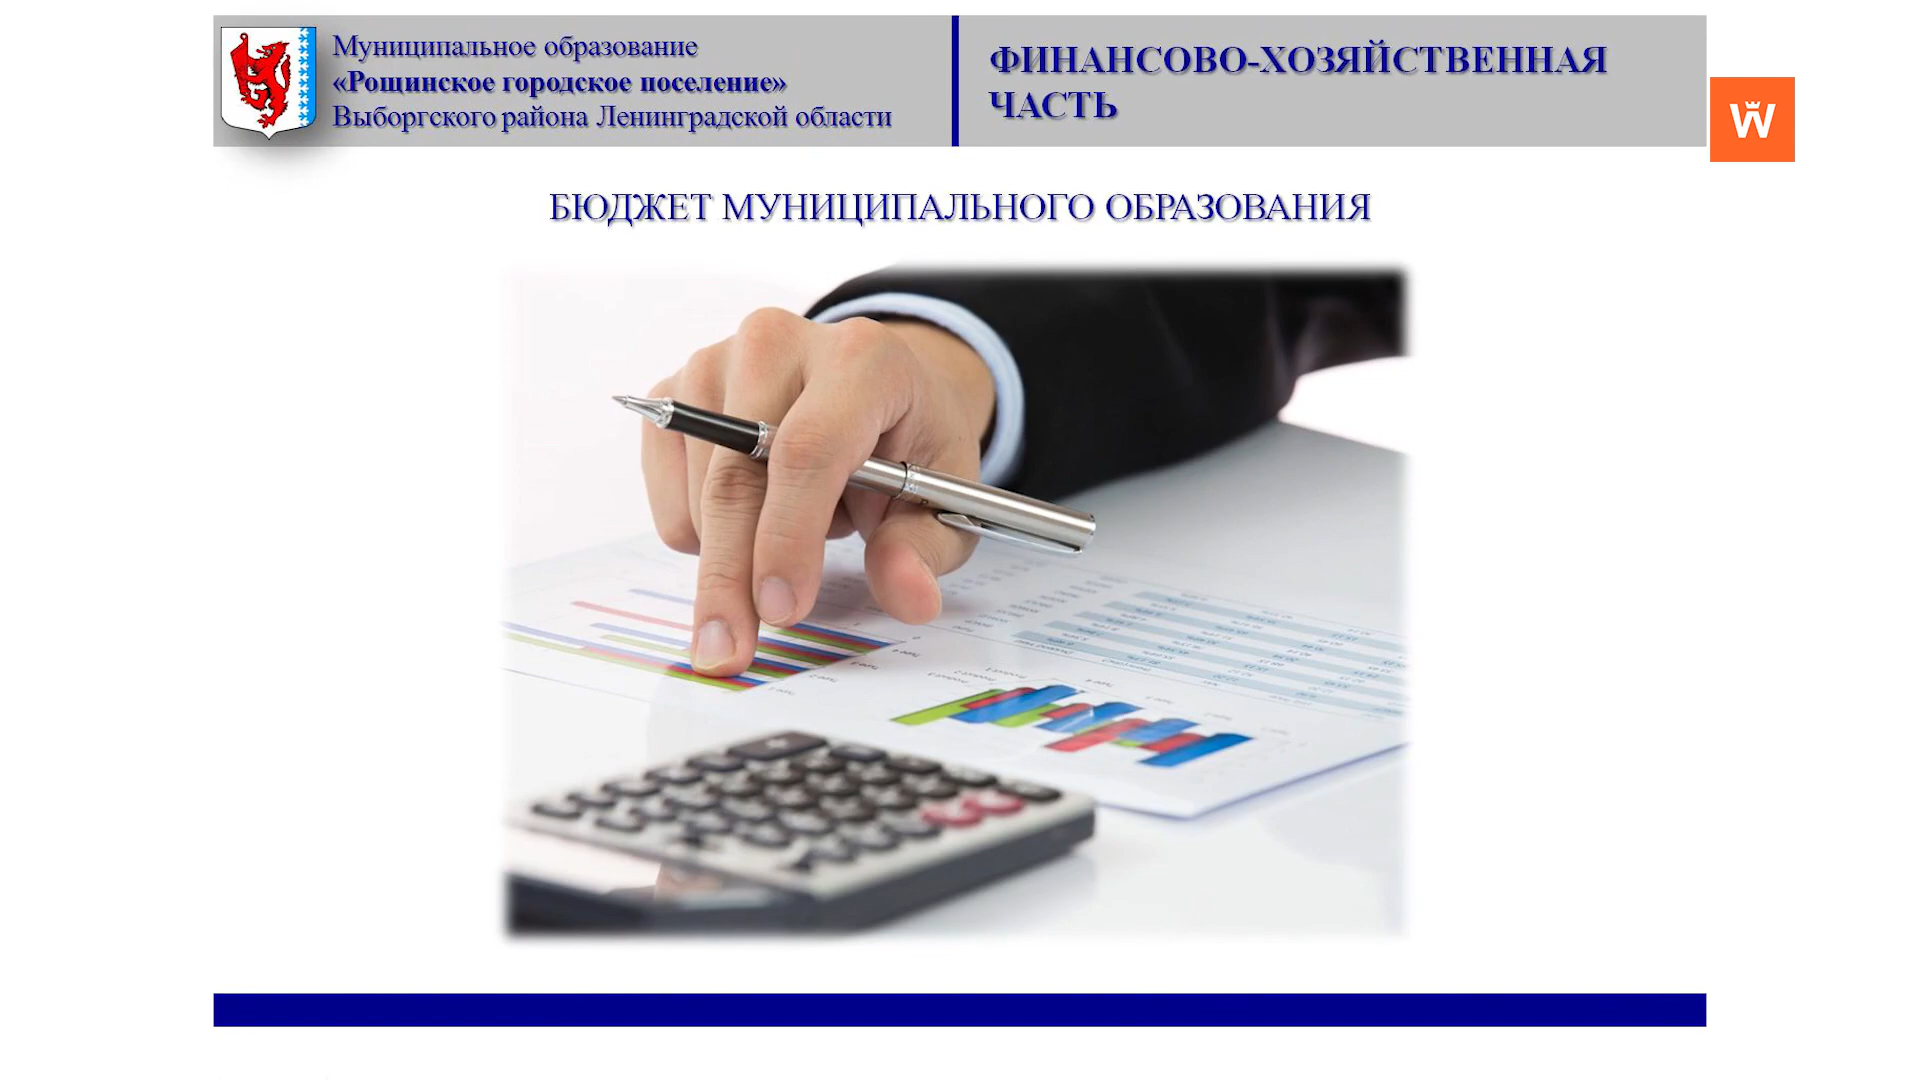 Муниципальное образование
«Рощинское городское поселение»
Выборгского района Ленинградской области
ФИНАНСОВО-ХОЗЯЙСТВЕННАЯ
ЧАСТЬ
W
БЮДЖЕТ МУНИЦИПАЛЬНОГО ОБРАЗОВАНИЯ